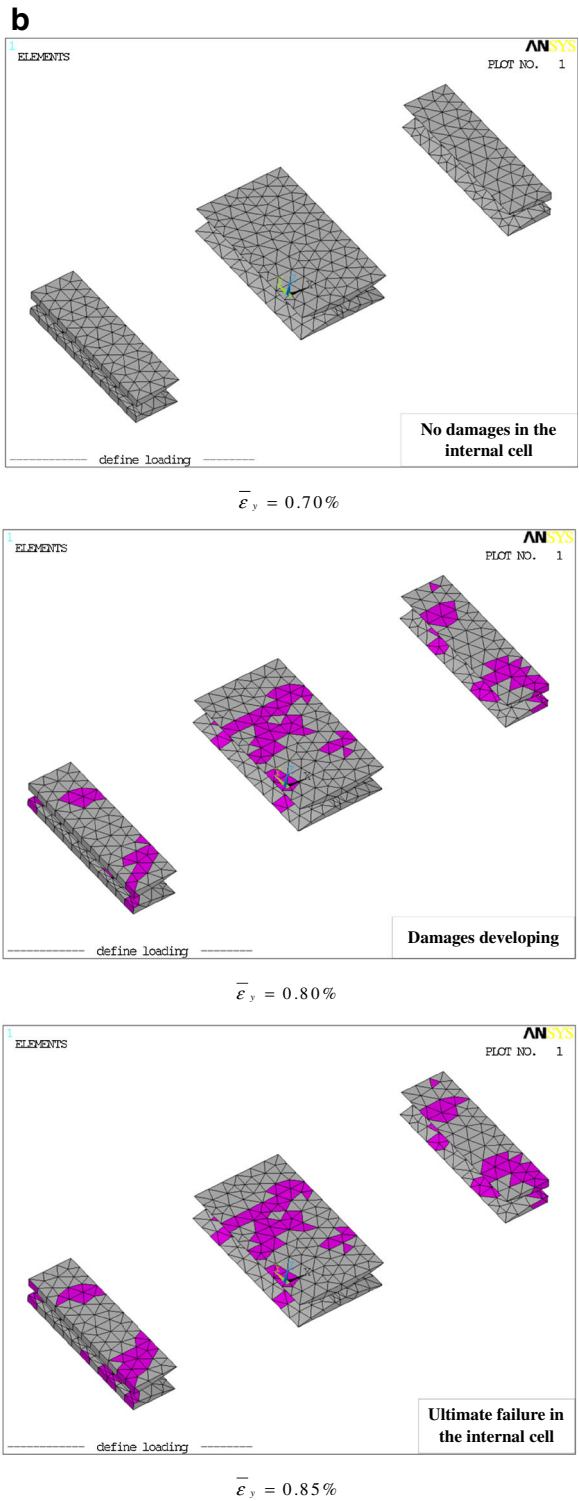 b
1
ELEMENTS
ANSYS
PLOT NO. 1
No damages in the
internal cell
------------ define loading --------
ε̅ y = 0.70%
1
ELEMENTS
ANSYS
PLOT NO. 1
Damages developing
------------ define loading --------
ε̅ y = 0.80%
1
ELEMENTS
ANSYS
PLOT NO. 1
Ultimate failure in
the internal cell
------------ define loading --------
ε̅ y = 0.85%